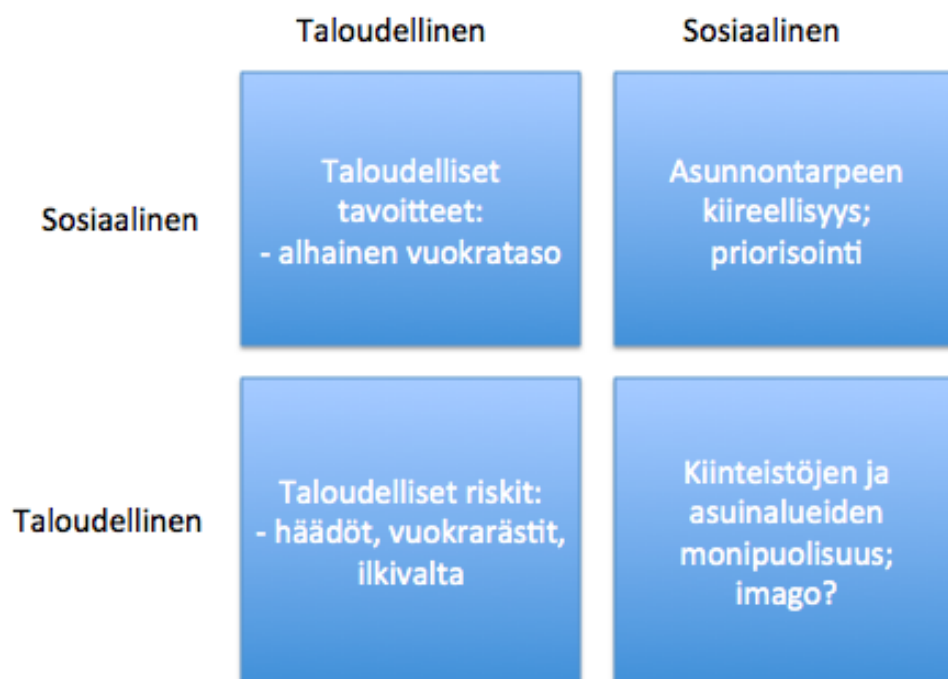 Taloudellinen
Sosiaalinen
Sosiaalinen
Taloudelliset
tavoitteet:
- alhainen vuokrataso
Asunnontarpeen
kiireellisyys;
priorisointi
Taloudellinen
Taloudelliset riskit:
- häädöt, vuokrarästit,
ilkivalta
Kiinteistöjen ja
asuinalueiden
monipuolisuus;
imago?